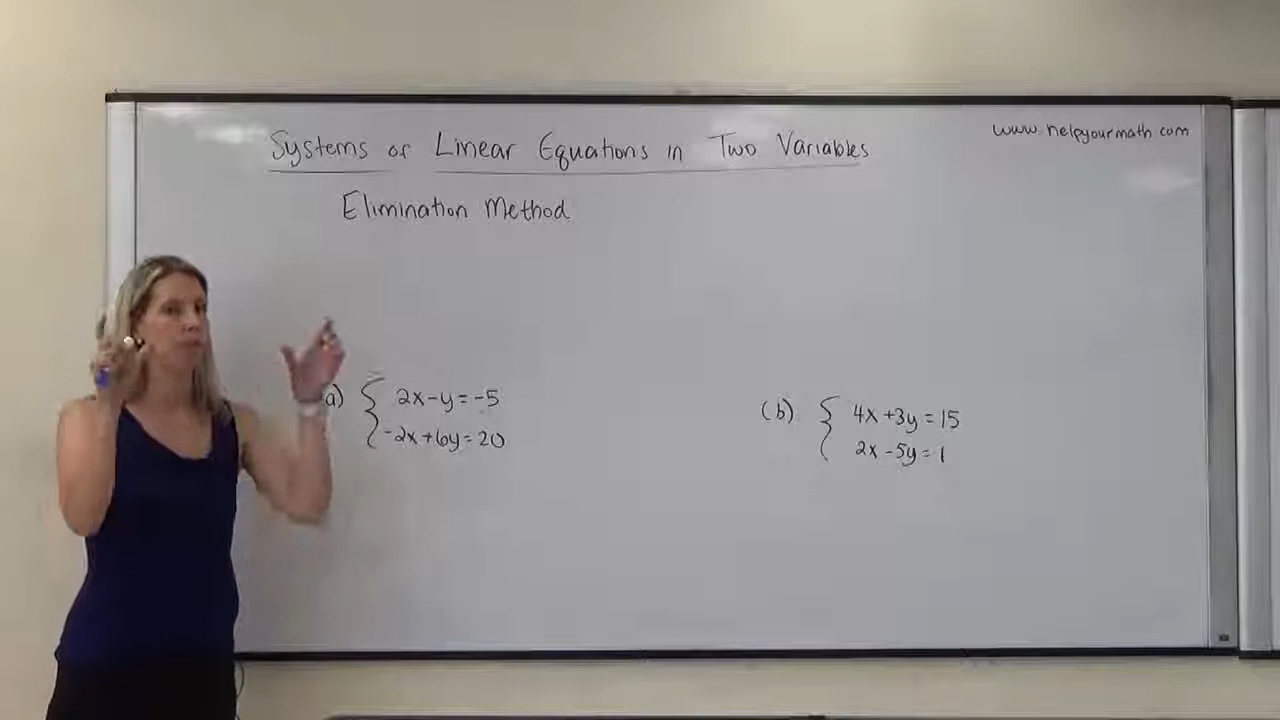 Systems of Linear Equations in Two Variables
www.helpyourmath.com
Elimination Method
a) { 2x-y=-5
-2x+6y=20
(b) { 4x+3y=15
2x-5y=1